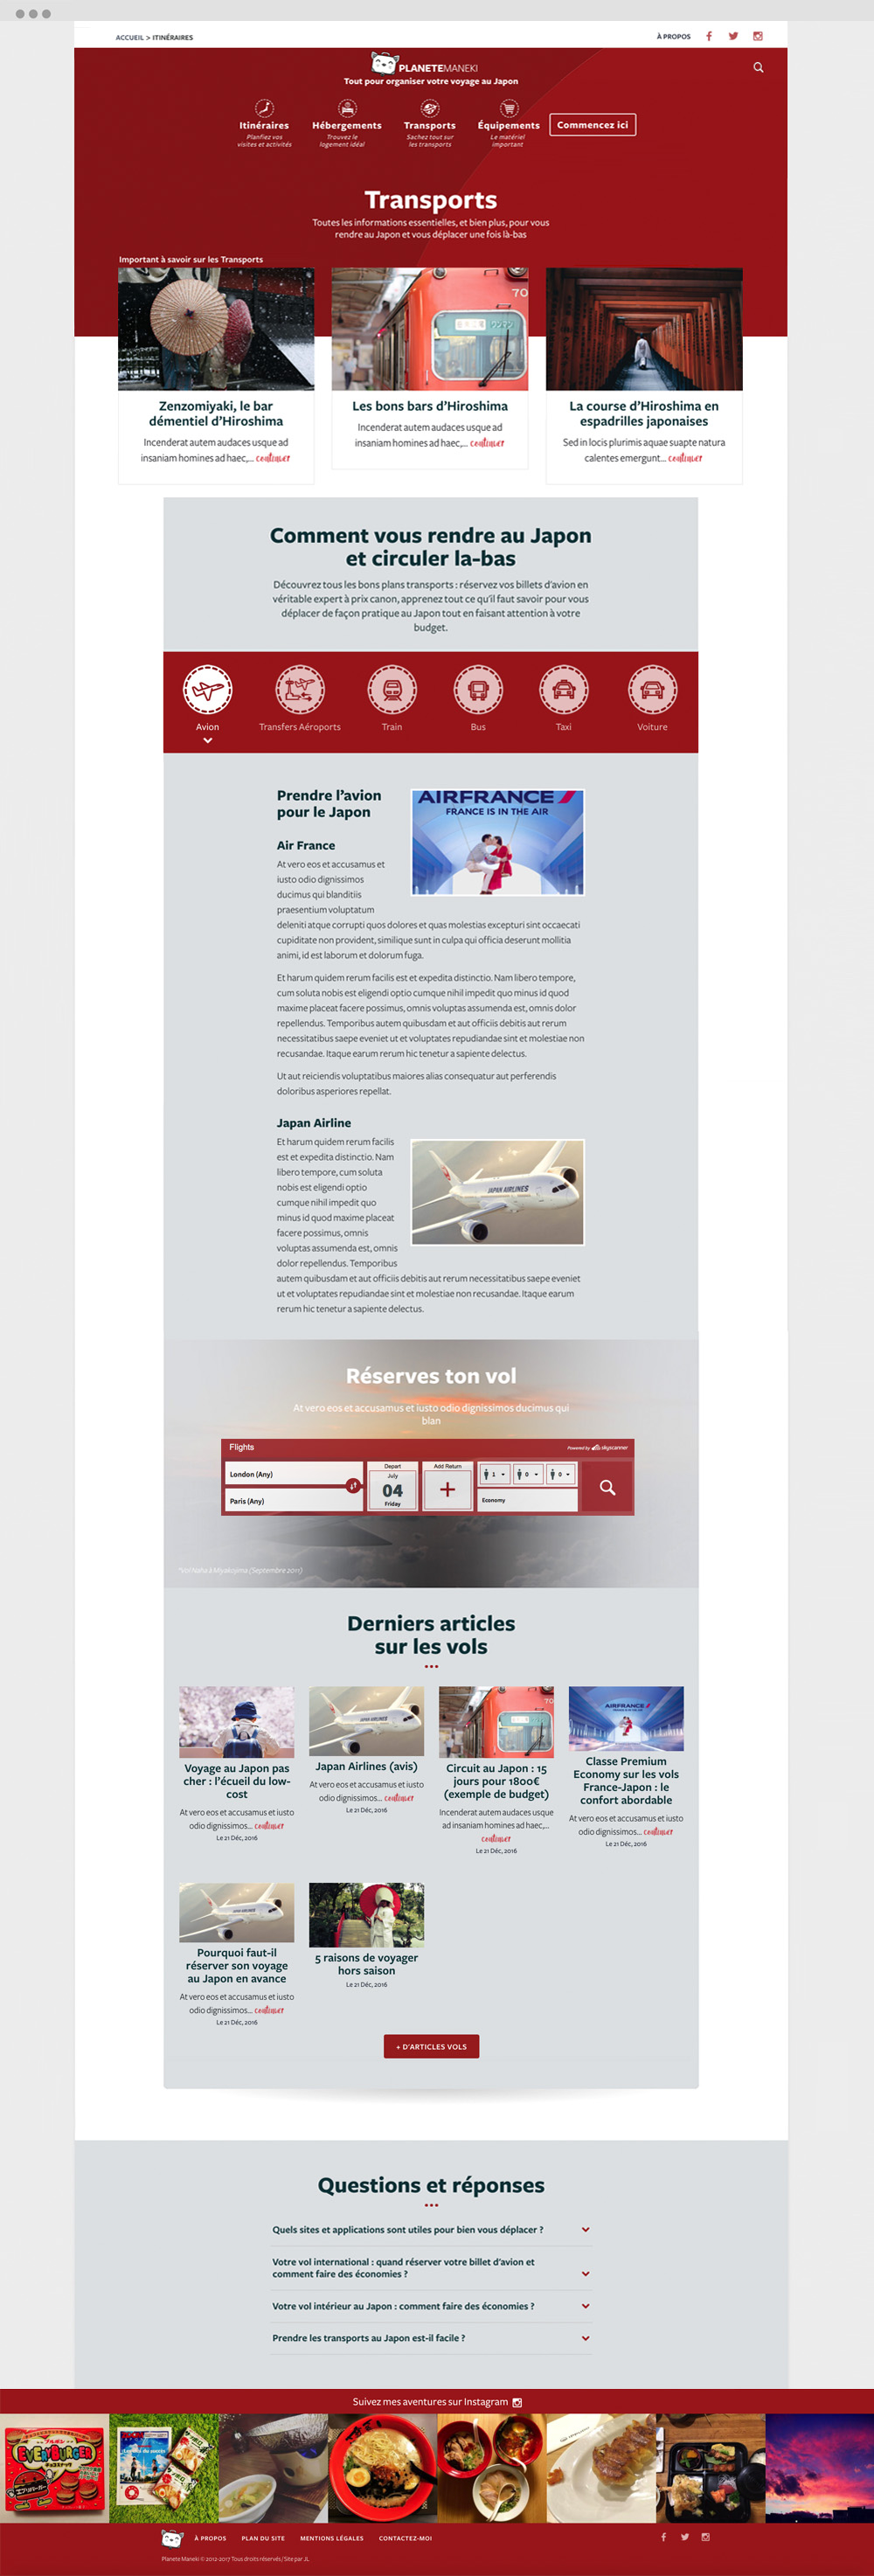 ACCUEIL > ITINÉRAIRES
À PROPOS
PLANETEMANEKI
Tout pour organiser votre voyage au Japon
Itinéraires
Planfiez vos
visites et activités
Hébergements
Trouvez le
logement idéal
Transports
Sachez tout sur
les transports
Équipements
Le matériel
important
Commencez ici
Transports
Toutes les informations essentielles, et bien plus, pour vous
rendre au Japon et vous déplacer une fois là-bas
Important à savoir sur les Transports
70
Zenzomiyaki, le bar
démentiel d'Hiroshima
Incenderat autem audaces usque ad
insaniam homines ad haec,... continuer
Les bons bars d'Hiroshima
Incenderat autem audaces usque ad
insaniam homines ad haec,... continuer
La course d'Hiroshima en
espadrilles japonaises
Sed in locis plurimis aquae suapte natura
calentes emergunt... continuer
Comment vous rendre au Japon
et circuler la-bas
Découvrez tous les bons plans transports : réservez vos billets d'avion en
véritable expert à prix canon, apprenez tout ce qu'il faut savoir pour vous
déplacer de façon pratique au Japon tout en faisant attention à votre
budget.
Avion
Transfers Aéroports
Train
Bus
Taxi
Voiture
Prendre l'avion
pour le Japon
AIRFRANCE
FRANCE IS IN THE AIR
Air France
At vero eos et accusamus et
iusto odio dignissimos
ducimus qui blanditiis
praesentium voluptatum
deleniti atque corrupti quos dolores et quas molestias excepturi sint occaecati
cupiditate non provident, similique sunt in culpa qui officia deserunt mollitia
animi, id est laborum et dolorum fuga.
Et harum quidem rerum facilis est et expedita distinctio. Nam libero tempore,
cum soluta nobis est eligendi optio cumque nihil impedit quo minus id quod
maxime placeat facere possimus, omnis voluptas assumenda est, omnis dolor
repellendus. Temporibus autem quibusdam et aut officiis debitis aut rerum
necessitatibus saepe eveniet ut et voluptates repudiandae sint et molestiae non
recusandae. Itaque earum rerum hic tenetur a sapiente delectus.
Ut aut reiciendis voluptatibus maiores alias consequatur aut perferendis
doloribus asperiores repellat.
Japan Airline
Et harum quidem rerum facilis
est et expedita distinctio. Nam
libero tempore, cum soluta
nobis est eligendi optio
cumque nihil impedit quo
minus id quod maxime placeat
facere possimus, omnis
voluptas assumenda est, omnis
dolor repellendus. Temporibus
autem quibusdam et aut officiis debitis aut rerum necessitatibus saepe eveniet
ut et voluptates repudiandae sint et molestiae non recusandae. Itaque earum
rerum hic tenetur a sapiente delectus.
JAPAN AIRLINES
Réserves ton vol
At vero eos et accusamus et iusto odio dignissimos ducimus qui
blan
Flights
Powered by skyscanner
London (Any)
Paris (Any)
Depart
July
04
Friday
Add Return
+
1
0
0
Economy
*Vol Naha à Miyakojima (Septembre 2011)
Derniers articles
sur les vols
Voyage au Japon pas
cher : l'écueil du low-
cost
At vero eos et accusamus et iusto
odio dignissimos... continuer
Le 21 Déc, 2016
JAPAN AIRLINES
Japan Airlines (avis)
At vero eos et accusamus et iusto
odio dignissimos... continuer
Le 21 Déc, 2016
70
Circuit au Japon : 15
jours pour 1800€
(exemple de budget)
Incenderat autem audaces usque
ad insaniam homines ad haec,...
continuer
Le 21 Déc, 2016
AIRFRANCE
Classe Premium
Economy sur les vols
France-Japon : le
confort abordable
At vero eos et accusamus et iusto
odio dignissimos... continuer
Le 21 Déc, 2016
JAPAN AIRLINES
Pourquoi faut-il
réserver son voyage
au Japon en avance
At vero eos et accusamus et iusto
odio dignissimos... continuer
Le 21 Déc, 2016
5 raisons de voyager
hors saison
Le 21 Déc, 2016
+ D'ARTICLES VOLS
Questions et réponses
Quels sites et applications sont utiles pour bien vous déplacer ?
Votre vol international : quand réserver votre billet d'avion et
comment faire des économies ?
Votre vol intérieur au Japon : comment faire des économies ?
Prendre les transports au Japon est-il facile ?
Suivez mes aventures sur Instagram
EVERYBURGER
À PROPOS
PLAN DU SITE
MENTIONS LÉGALES
CONTACTEZ-MOI
Planete Maneki © 2012-2017 Tous droits réservés / Site par JL